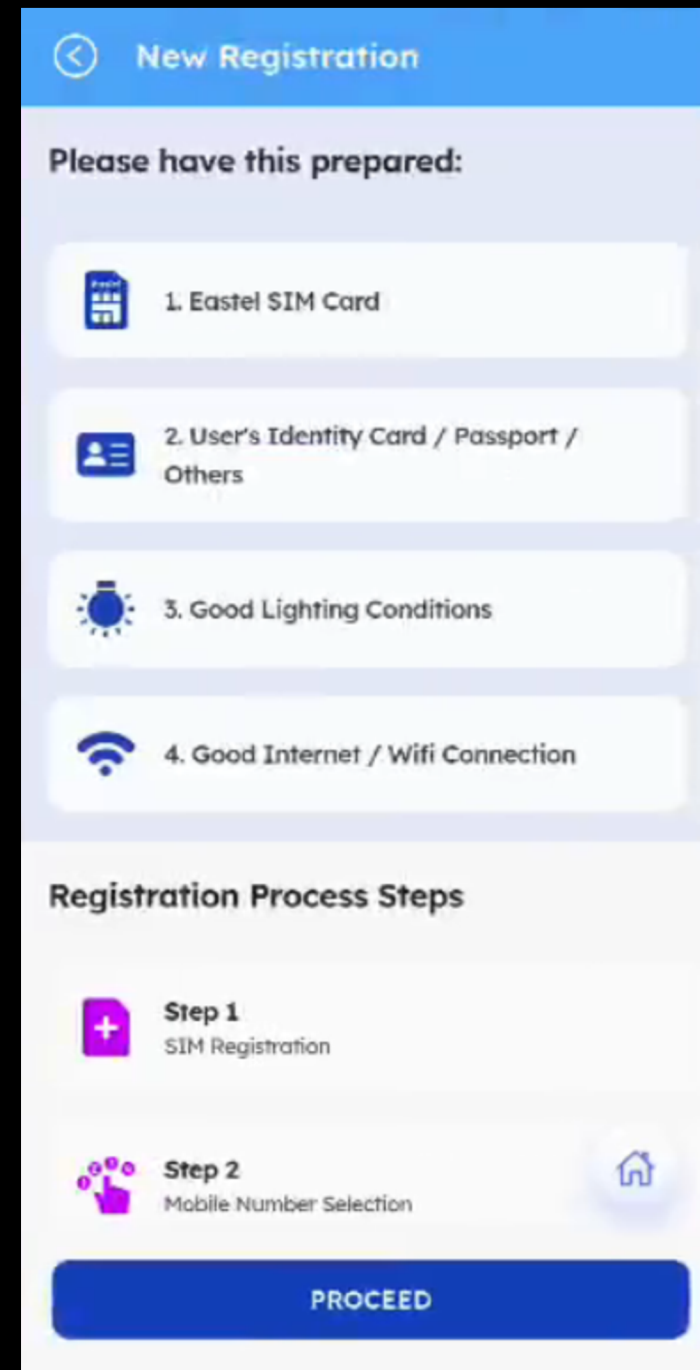 New Registration
Please have this prepared:
1. Eastel SIM Card
2. User's Identity Card / Passport /
Others
3. Good Lighting Conditions
4. Good Internet / Wifi Connection
Registration Process Steps
Step 1
SIM Registration
Step 2
Mobile Number Selection
PROCEED